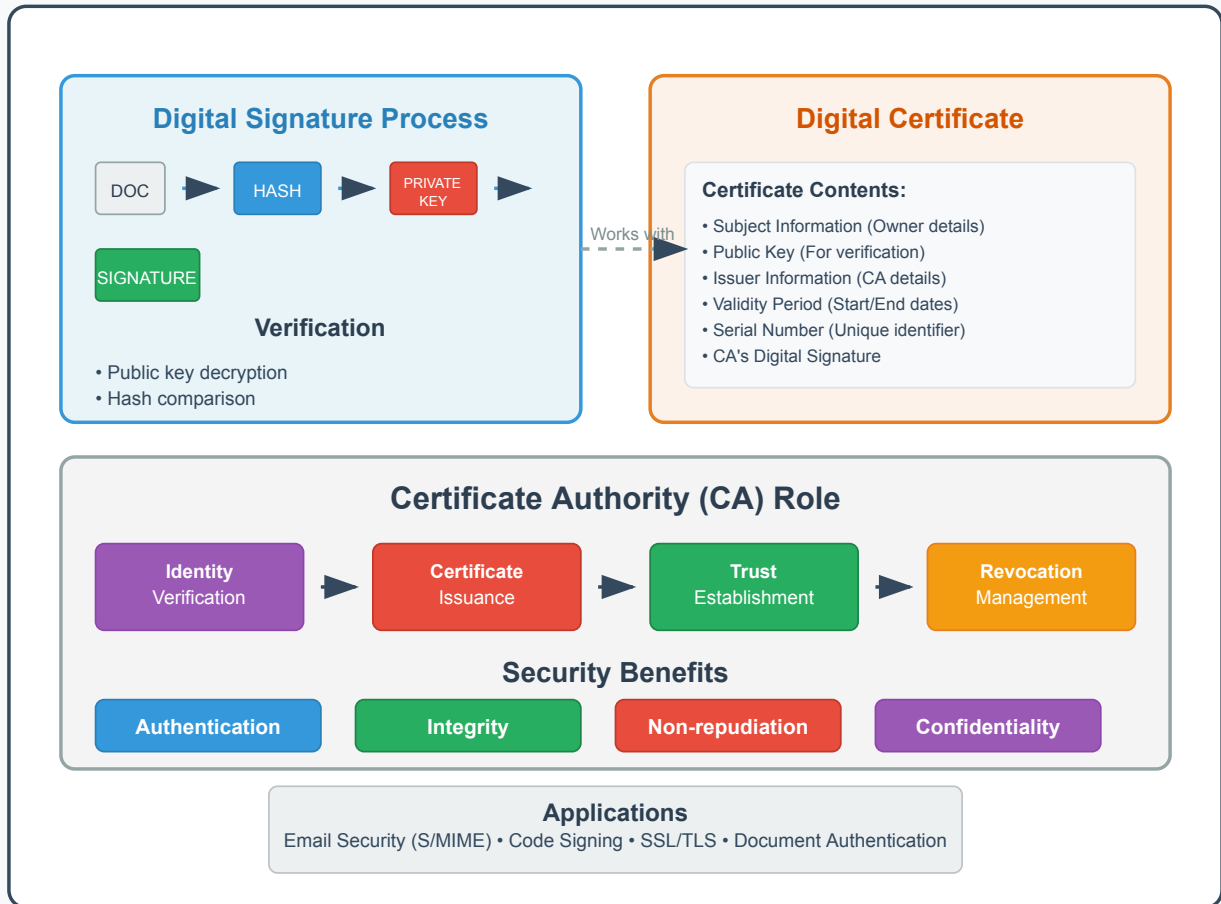 Digital Signature Process
DOC
HASH
PRIVATE
KEY
SIGNATURE
Verification
• Public key decryption
• Hash comparison
Works with
Digital Certificate
Certificate Contents:
• Subject Information (Owner details)
• Public Key (For verification)
• Issuer Information (CA details)
• Validity Period (Start/End dates)
• Serial Number (Unique identifier)
• CA's Digital Signature
Certificate Authority (CA) Role
Identity
Verification
Certificate
Issuance
Trust
Establishment
Revocation
Management
Security Benefits
Authentication
Integrity
Non-repudiation
Confidentiality
Applications
Email Security (S/MIME) • Code Signing • SSL/TLS • Document Authentication